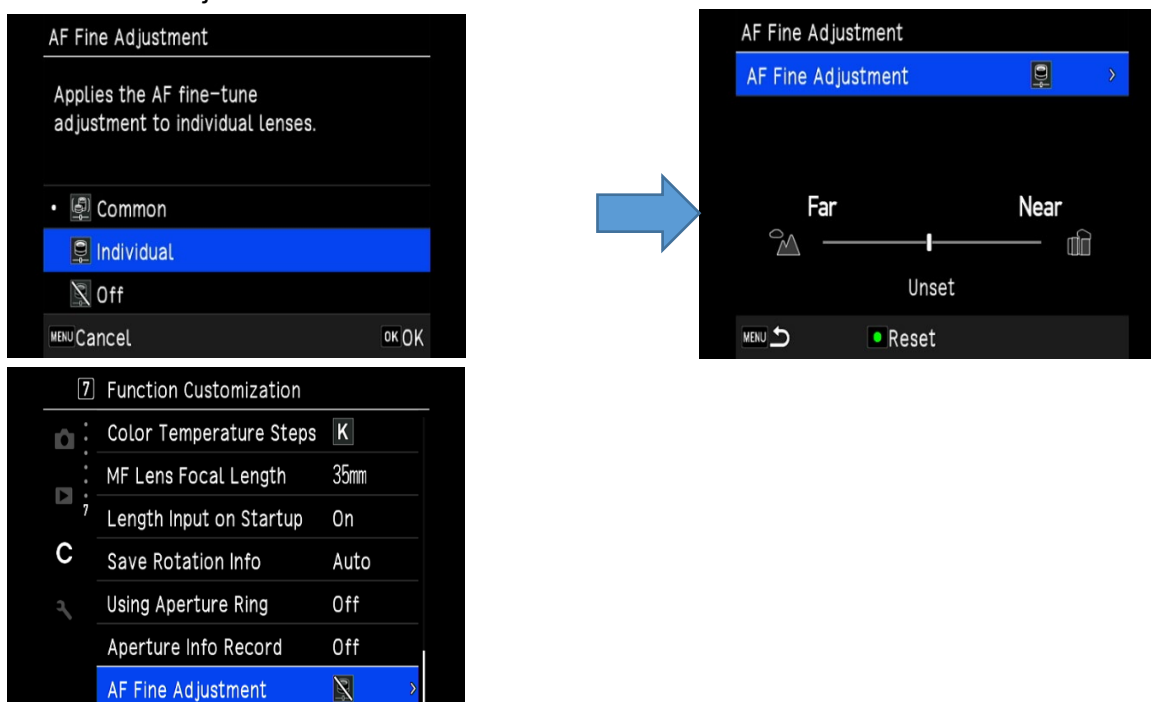 AF Fine Adjustment
Applies the AF fine-tune
adjustment to individual lenses.
• Common
Individual
Off
MENU Cancel OK OK
AF Fine Adjustment
AF Fine Adjustment >
Far Near
Unset
MENU Reset
7 Function Customization
Color Temperature Steps K
MF Lens Focal Length 35mm
7 Length Input on Startup On
C Save Rotation Info Auto
Using Aperture Ring Off
Aperture Info Record Off
AF Fine Adjustment >